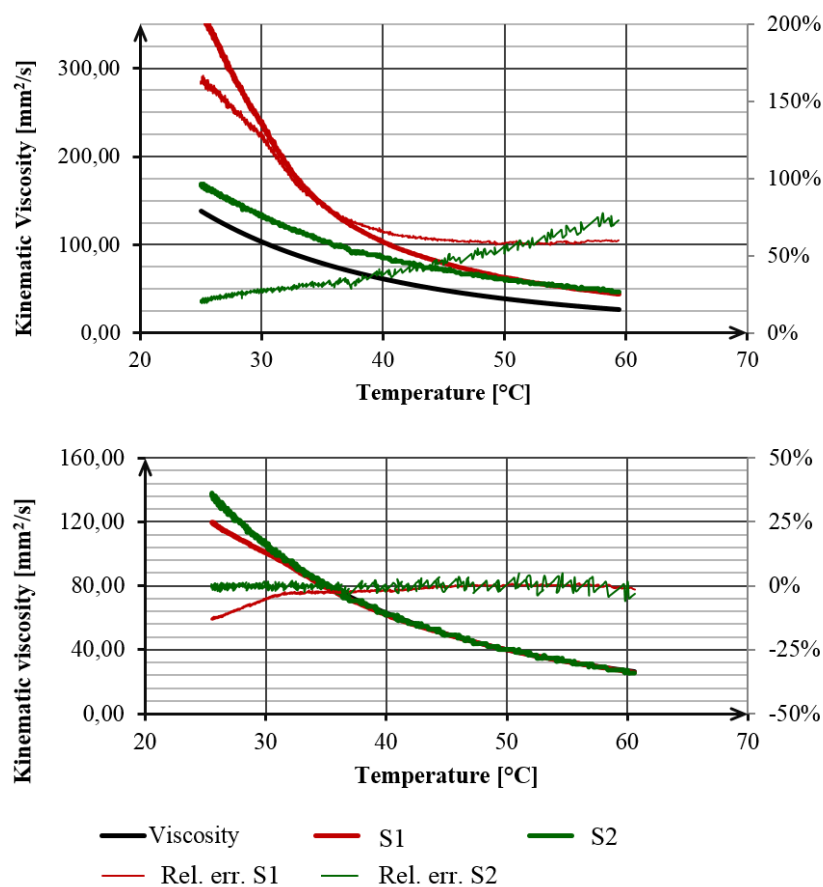 200%
300,00
150%
200,00
100%
100,00
50%
0,00
0%
20 30 40 50 60 70
Kinematic Viscosity [mm²/s]
Temperature [°C]
160,00
50%
120,00
25%
80,00
0%
40,00
-25%
0,00
-50%
20 30 40 50 60 70
Kinematic viscosity [mm²/s]
Temperature [°C]
Viscosity S1 S2
Rel. err. S1 Rel. err. S2